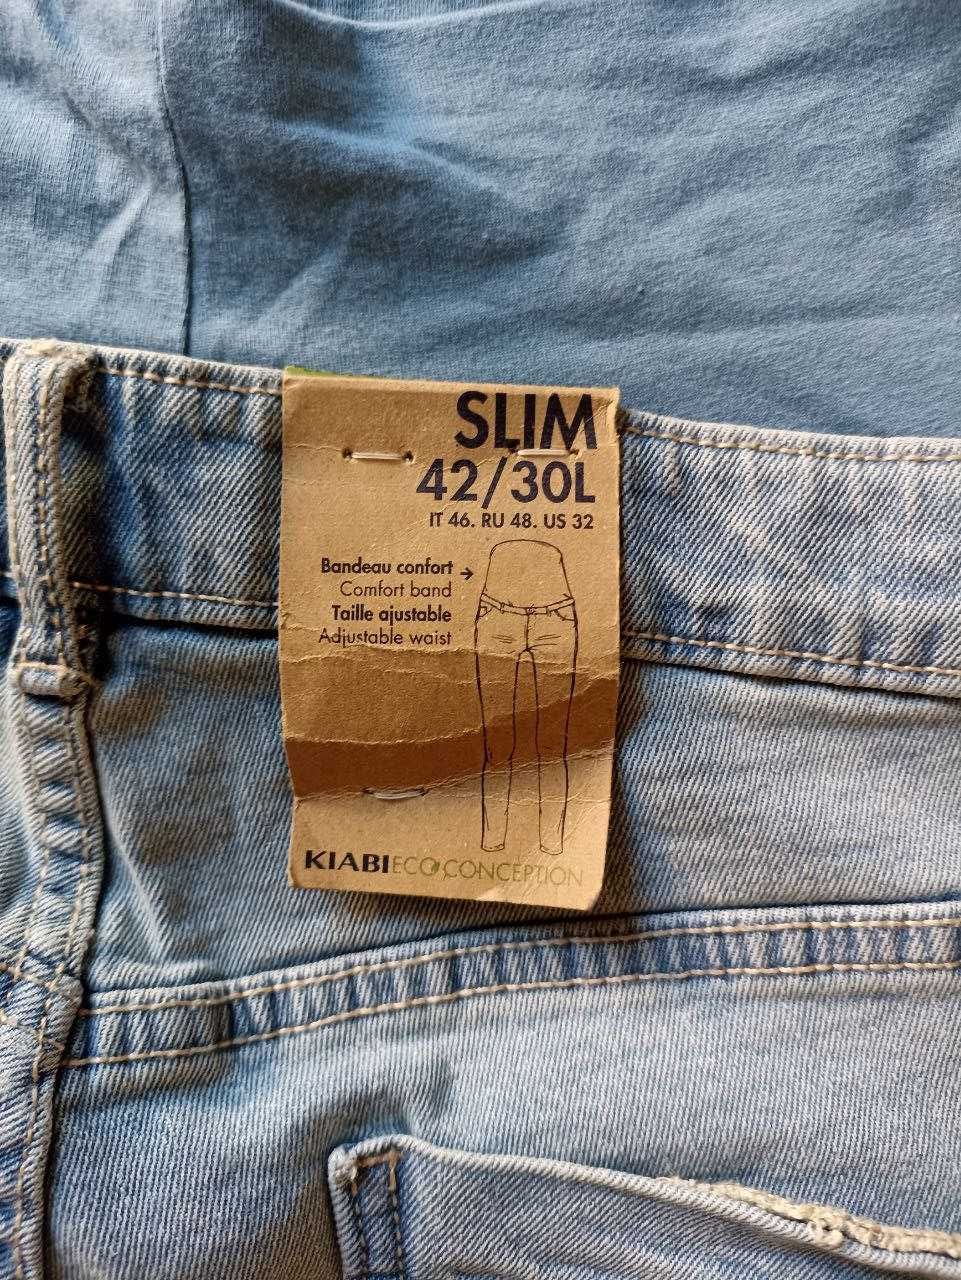 SLIM
42/30L
IT 46. RU 48. US 32
Bandeau confort
Comfort band
Taille ajustable
Adjustable waist
KIABI ECO CONCEPTION